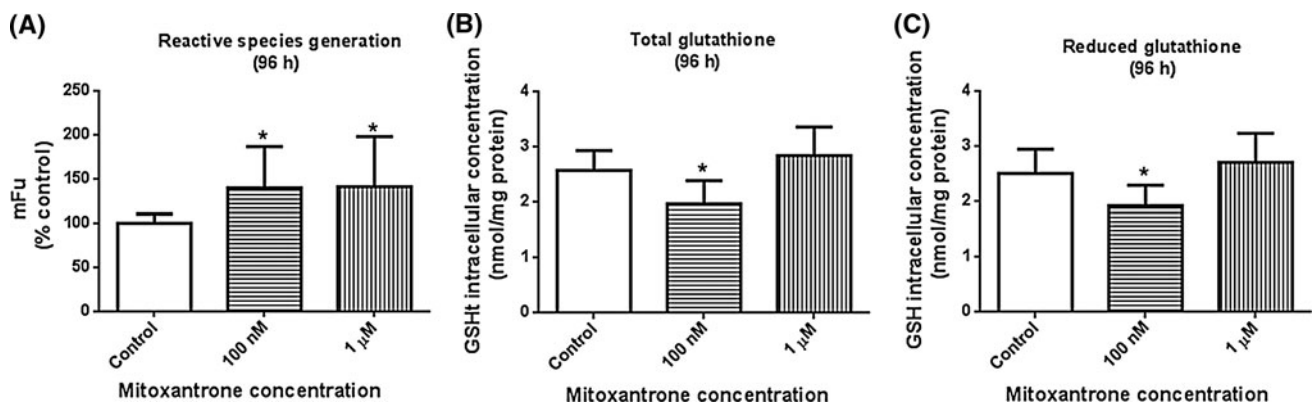 (A)
Reactive species generation
(96 h)
mFu
(% control)
250
200
150
100
50
0
*
*
Control
100 nM
1 µM
Mitoxantrone concentration
(B)
Total glutathione
(96 h)
GSHt intracellular concentration
(nmol/mg protein)
4
3
2
1
0
*
Control
100 nM
1 µM
Mitoxantrone concentration
(C)
Reduced glutathione
(96 h)
GSH intracellular concentration
(nmol/mg protein)
4
3
2
1
0
*
Control
100 nM
1 µM
Mitoxantrone concentration